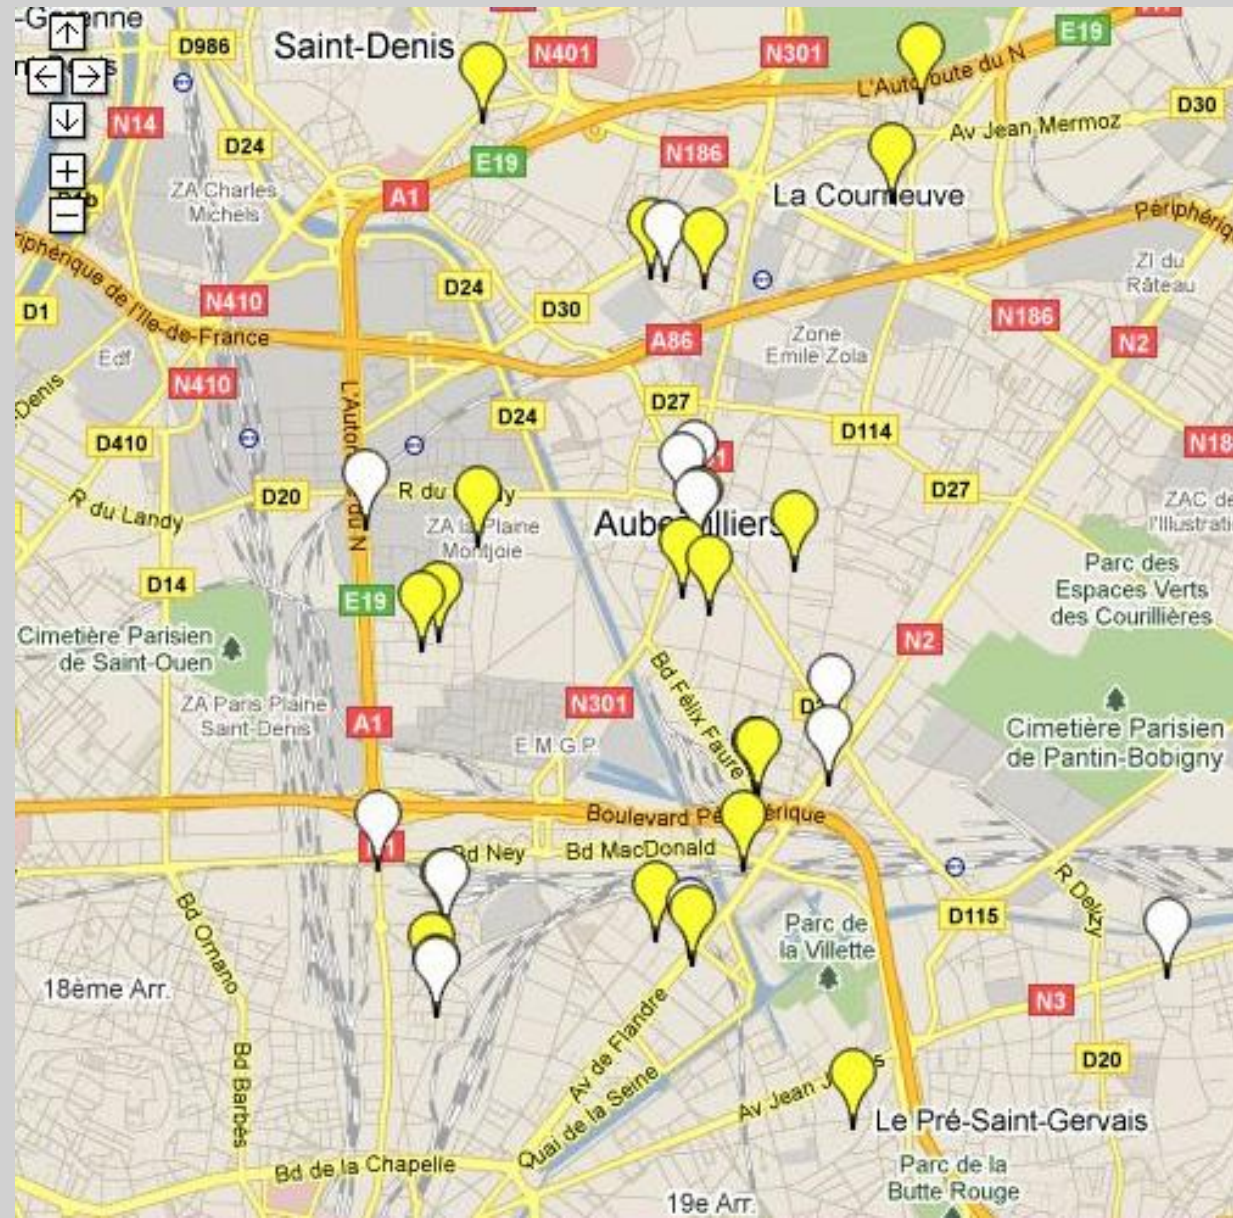 D986
Saint-Denis
N401
N301
E19
L'Autoroute du N
D30
N14
D24
Av Jean Mermoz
N186
E19
ZA Charles
Michels
A1
La Courneuve
Périphérique
D24
ZI du
Râteau
N410
D1
D30
N186
Zone
Emile Zola
A86
N2
Périphérique de l'Ile-de-France
Edf
N410
D27
D24
D114
D410
D20
R du Landy
D27
R du Landy
ZA la Plaine
Montjoie
Aubervilliers
Parc des
Espaces Verts
des Courillières
D14
E19
Cimetière Parisien
de Saint-Ouen
N2
Bd Félix Faure
ZA Paris Plaine
Saint-Denis
N301
A1
E.M.G.P.
Cimetière Parisien
de Pantin-Bobigny
Boulevard Périphérique
Bd Ney
Bd MacDonald
R Delizy
Bd Ornano
D115
Parc de
la Villette
18ème Arr.
N3
Av de Flandre
Bd Barbès
D20
Quai de la Seine
Av Jean
Le Pré-Saint-Gervais
Bd de la Chapelle
Parc de la
Butte Rouge
19e Arr.